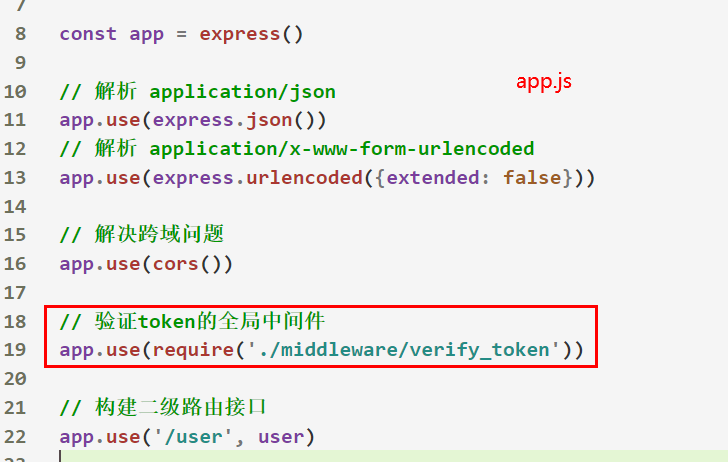 7
8 const app = express()
9
10 // 解析 application/json
app.js
11 app.use(express.json())
12 // 解析 application/x-www-form-urlencoded
13 app.use(express.urlencoded({extended: false}))
14
15 // 解决跨域问题
16 app.use(cors())
17
18 // 验证token的全局中间件
19 app.use(require('./middleware/verify_token'))
20
21 // 构建二级路由接口
22 app.use('/user', user)
23